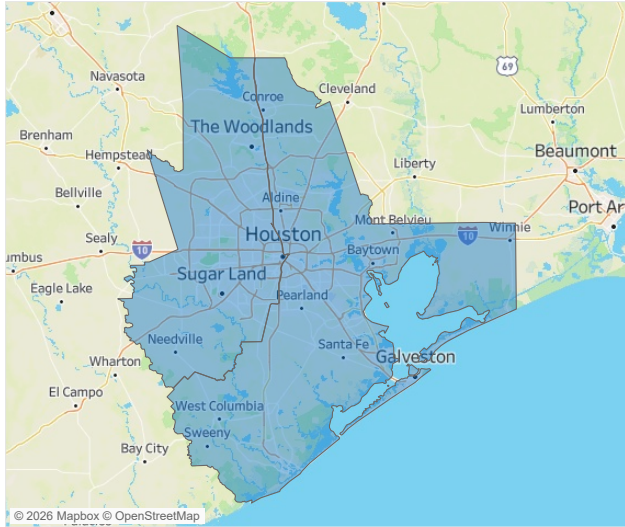 69
Navasota
Cleveland
Conroe
Lumberton
The Woodlands
Brenham
Hempstead
Beaumont
Liberty
Bellville
Aldine
Port Ar
Mont Belvieu
Winnie
Sealy
Houston
10
10
Baytown
umbus
Sugar Land
Eagle Lake
Pearland
Needville
Santa Fe
Galveston
Wharton
El Campo
West Columbia
Sweeny
Bay City
© 2026 Mapbox © OpenStreetMap